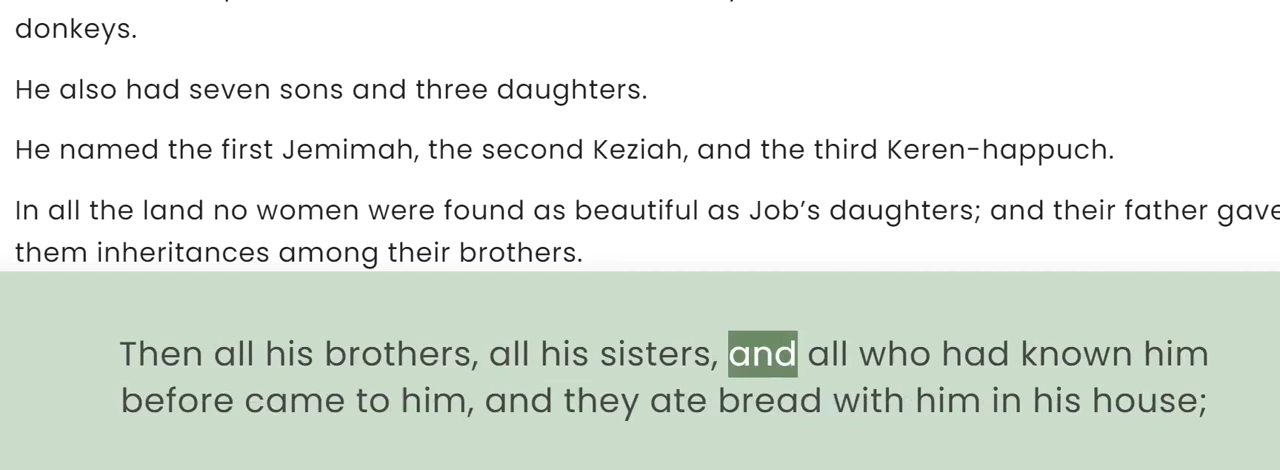 donkeys.
He also had seven sons and three daughters.
He named the first Jemimah, the second Keziah, and the third Keren-happuch.
In all the land no women were found as beautiful as Job’s daughters; and their father gave
them inheritances among their brothers.
Then all his brothers, all his sisters, and all who had known him
before came to him, and they ate bread with him in his house;